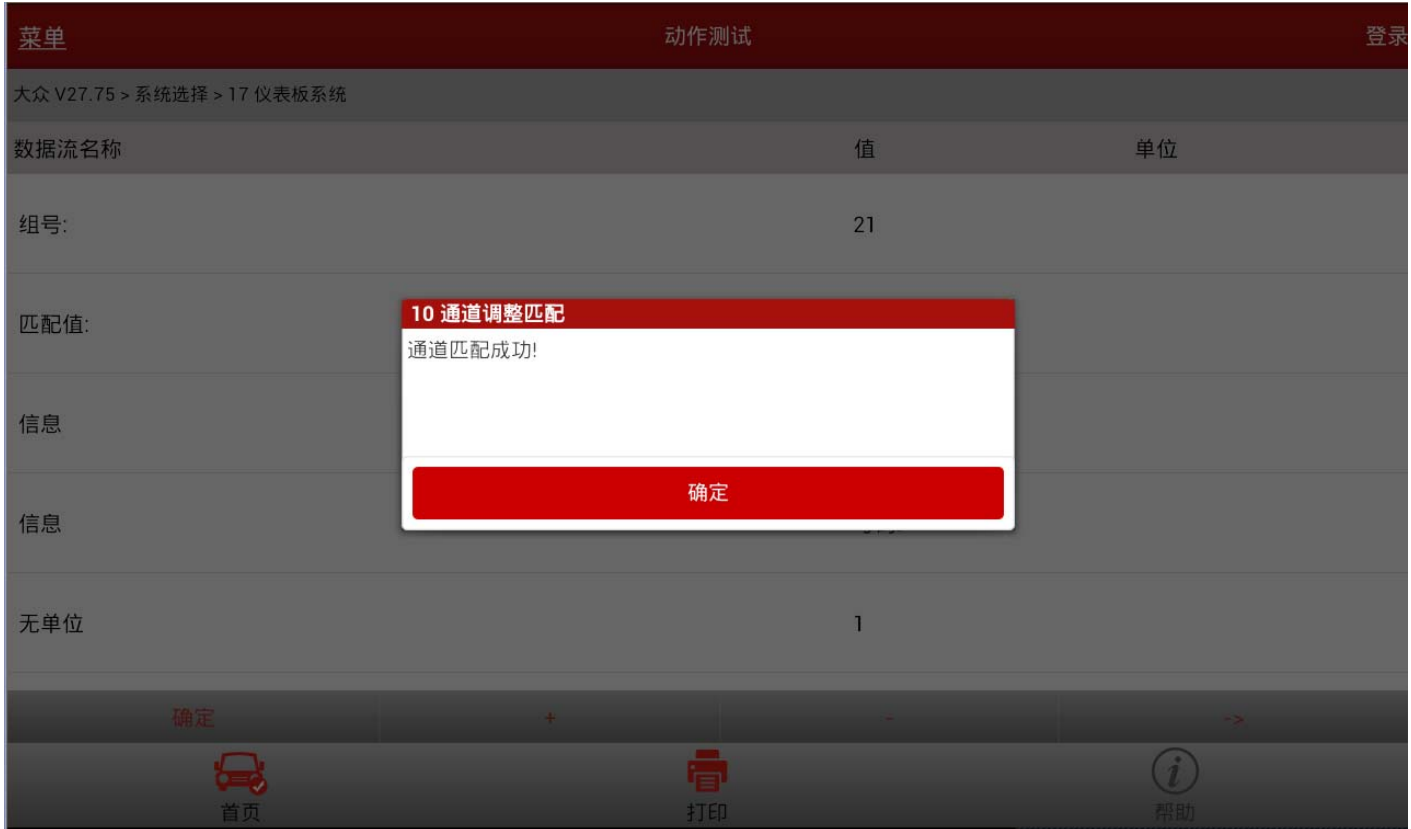 菜单 动作测试 登录
大众 V27.75 > 系统选择 > 17 仪表板系统
数据流名称 值 单位
组号: 21
匹配值:
10 通道调整匹配
通道匹配成功!
信息
确定
信息
无单位 1
确定 + - ->
首页 打印 帮助